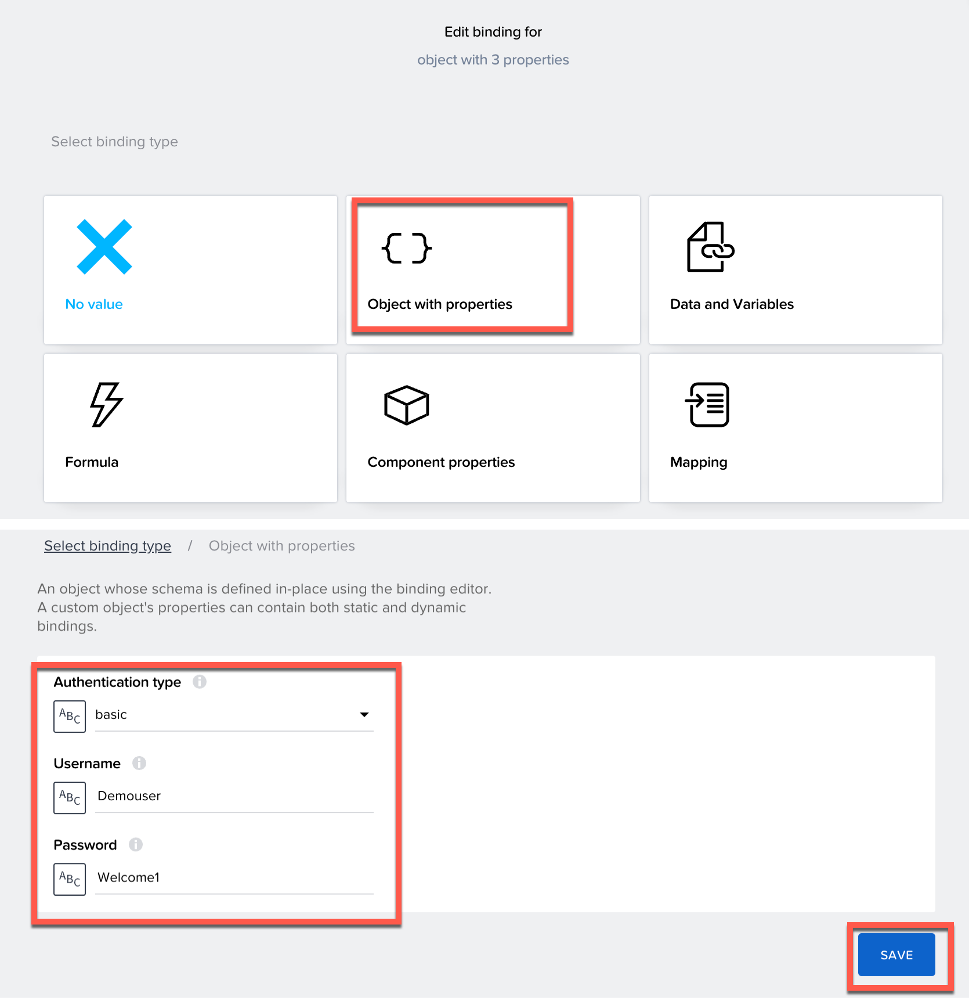 Edit binding for
object with 3 properties
Select binding type
No value
Object with properties
Data and Variables
Formula
Component properties
Mapping
Select binding type / Object with properties
An object whose schema is defined in-place using the binding editor.
A custom object's properties can contain both static and dynamic
bindings.
Authentication type
ABC basic
Username
ABC Demouser
Password
ABC Welcome1
SAVE